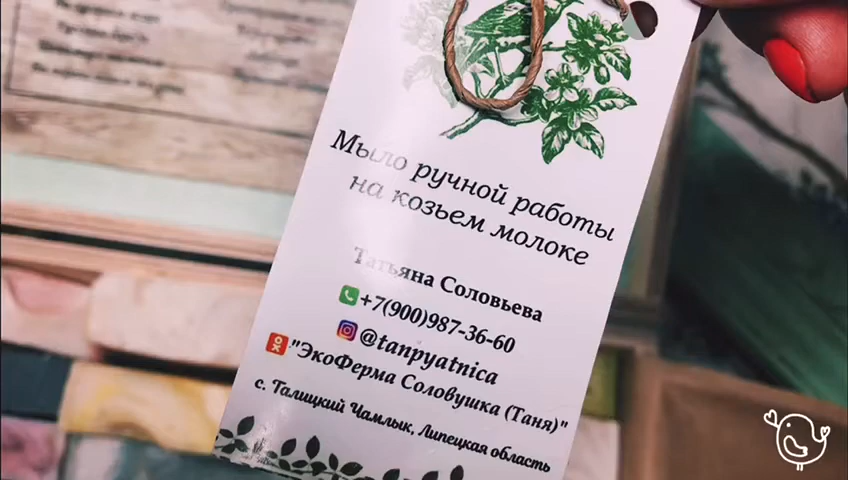 Мыло ручной работы
на козьем молоке
Татьяна Соловьева
+7(900)987-36-60
@tanpyatnica
"ЭкоФерма Соловушка (Таня)"
с. Талицкий Чамлык, Липецкая область